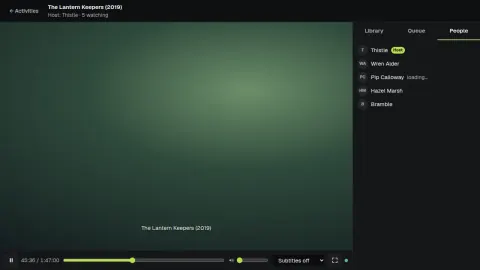 ← Activities
The Lantern Keepers (2019)
Host: Thistle · 5 watching
Library Queue People
T Thistle Host
WA Wren Alder
PC Pip Calloway loading...
HM Hazel Marsh
B Bramble
The Lantern Keepers (2019)
45:36 / 1:47:00
Subtitles off